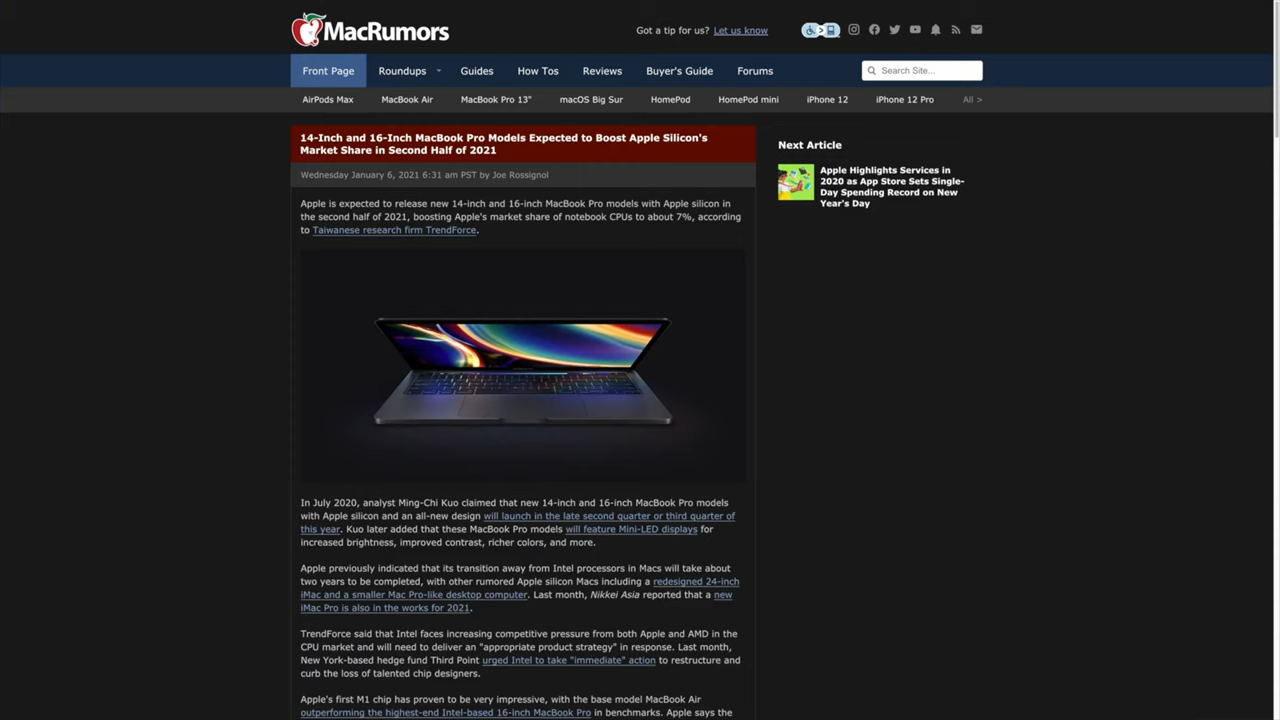 MacRumors
Got a tip for us? Let us know
Front Page Roundups Guides How Tos Reviews Buyer's Guide Forums Search Site...
AirPods Max MacBook Air MacBook Pro 13" macOS Big Sur HomePod HomePod mini iPhone 12 iPhone 12 Pro All >
14-Inch and 16-Inch MacBook Pro Models Expected to Boost Apple Silicon's
Market Share in Second Half of 2021
Wednesday January 6, 2021 6:31 am PST by Joe Rossignol
Apple is expected to release new 14-inch and 16-inch MacBook Pro models with Apple silicon in
the second half of 2021, boosting Apple's market share of notebook CPUs to about 7%, according
to Taiwanese research firm TrendForce.
In July 2020, analyst Ming-Chi Kuo claimed that new 14-inch and 16-inch MacBook Pro models
with Apple silicon and an all-new design will launch in the late second quarter or third quarter of
this year. Kuo later added that these MacBook Pro models will feature Mini-LED displays for
increased brightness, improved contrast, richer colors, and more.
Apple previously indicated that its transition away from Intel processors in Macs will take about
two years to be completed, with other rumored Apple silicon Macs including a redesigned 24-inch
iMac and a smaller Mac Pro-like desktop computer. Last month, Nikkei Asia reported that a new
iMac Pro is also in the works for 2021.
TrendForce said that Intel faces increasing competitive pressure from both Apple and AMD in the
CPU market and will need to deliver an "appropriate product strategy" in response. Last month,
New York-based hedge fund Third Point urged Intel to take "immediate" action to restructure and
curb the loss of talented chip designers.
Apple's first M1 chip has proven to be very impressive, with the base model MacBook Air
outperforming the highest-end Intel-based 16-inch MacBook Pro in benchmarks. Apple says the
Next Article
Apple Highlights Services in
2020 as App Store Sets Single-
Day Spending Record on New
Year's Day